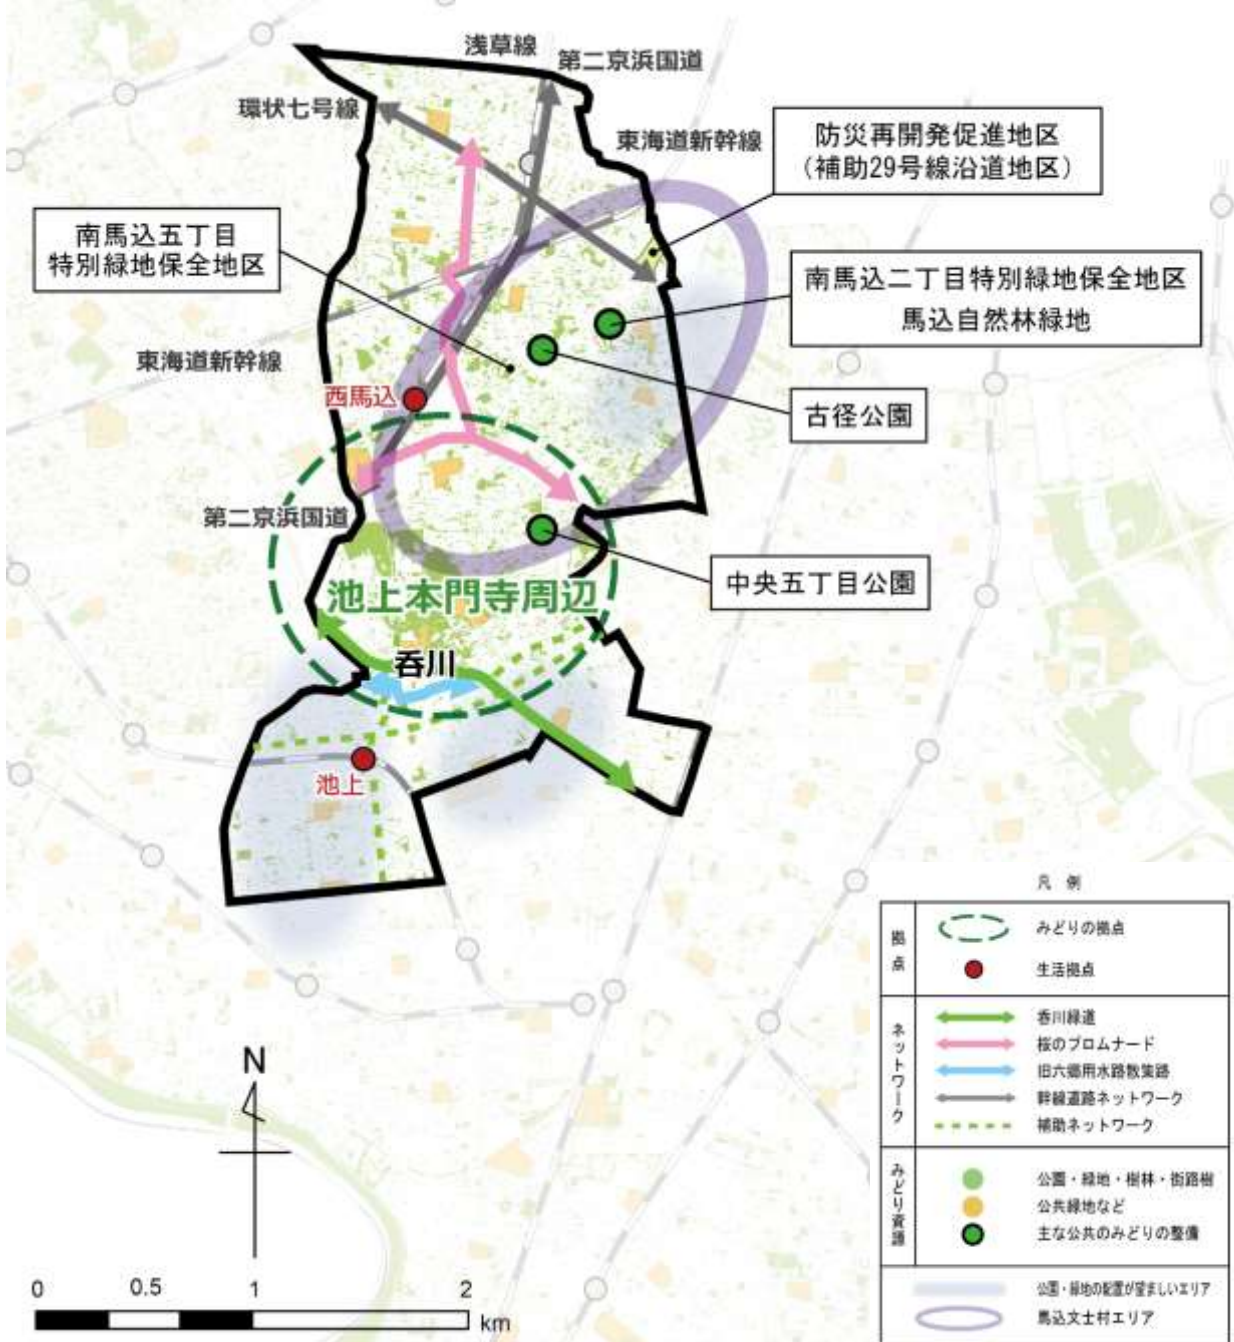 浅草線
第二京浜国道
環状七号線
東海道新幹線
防災再開発促進地区
(補助29号線沿道地区)
南馬込五丁目
特別緑地保全地区
南馬込二丁目特別緑地保全地区
馬込自然林緑地
東海道新幹線
西馬込
古径公園
第二京浜国道
中央五丁目公園
池上本門寺周辺
呑川
池上
凡 例
拠点
みどりの拠点
生活拠点
ネットワーク
呑川緑道
桜のプロムナード
旧六郷用水路散策路
幹線道路ネットワーク
補助ネットワーク
みどり資源
公園・緑地・樹林・街路樹
公共緑地など
主な公共のみどりの整備
公園・緑地の配置が望ましいエリア
馬込文士村エリア
N
0 0.5 1 2
km